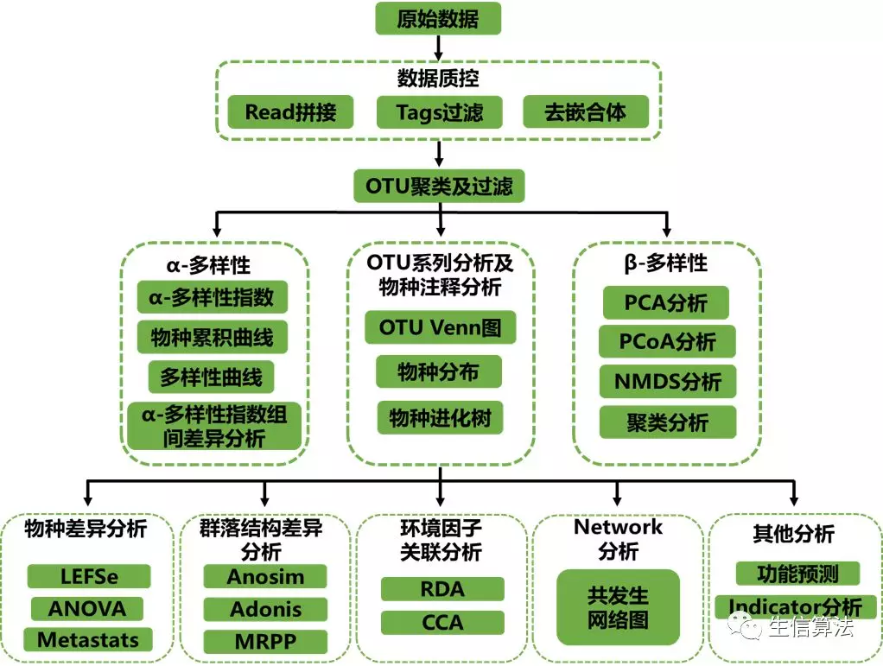 原始数据
数据质控
Read拼接
Tags过滤
去嵌合体
OTU聚类及过滤
α-多样性
α-多样性指数
物种累积曲线
多样性曲线
α-多样性指数组
间差异分析
OTU系列分析及
物种注释分析
OTU Venn图
物种分布
物种进化树
β-多样性
PCA分析
PCoA分析
NMDS分析
聚类分析
物种差异分析
LEFSe
ANOVA
Metastats
群落结构差异
分析
Anosim
Adonis
MRPP
环境因子
关联分析
RDA
CCA
Network
分析
共发生
网络图
其他分析
功能预测
Indicator分析
生信算法